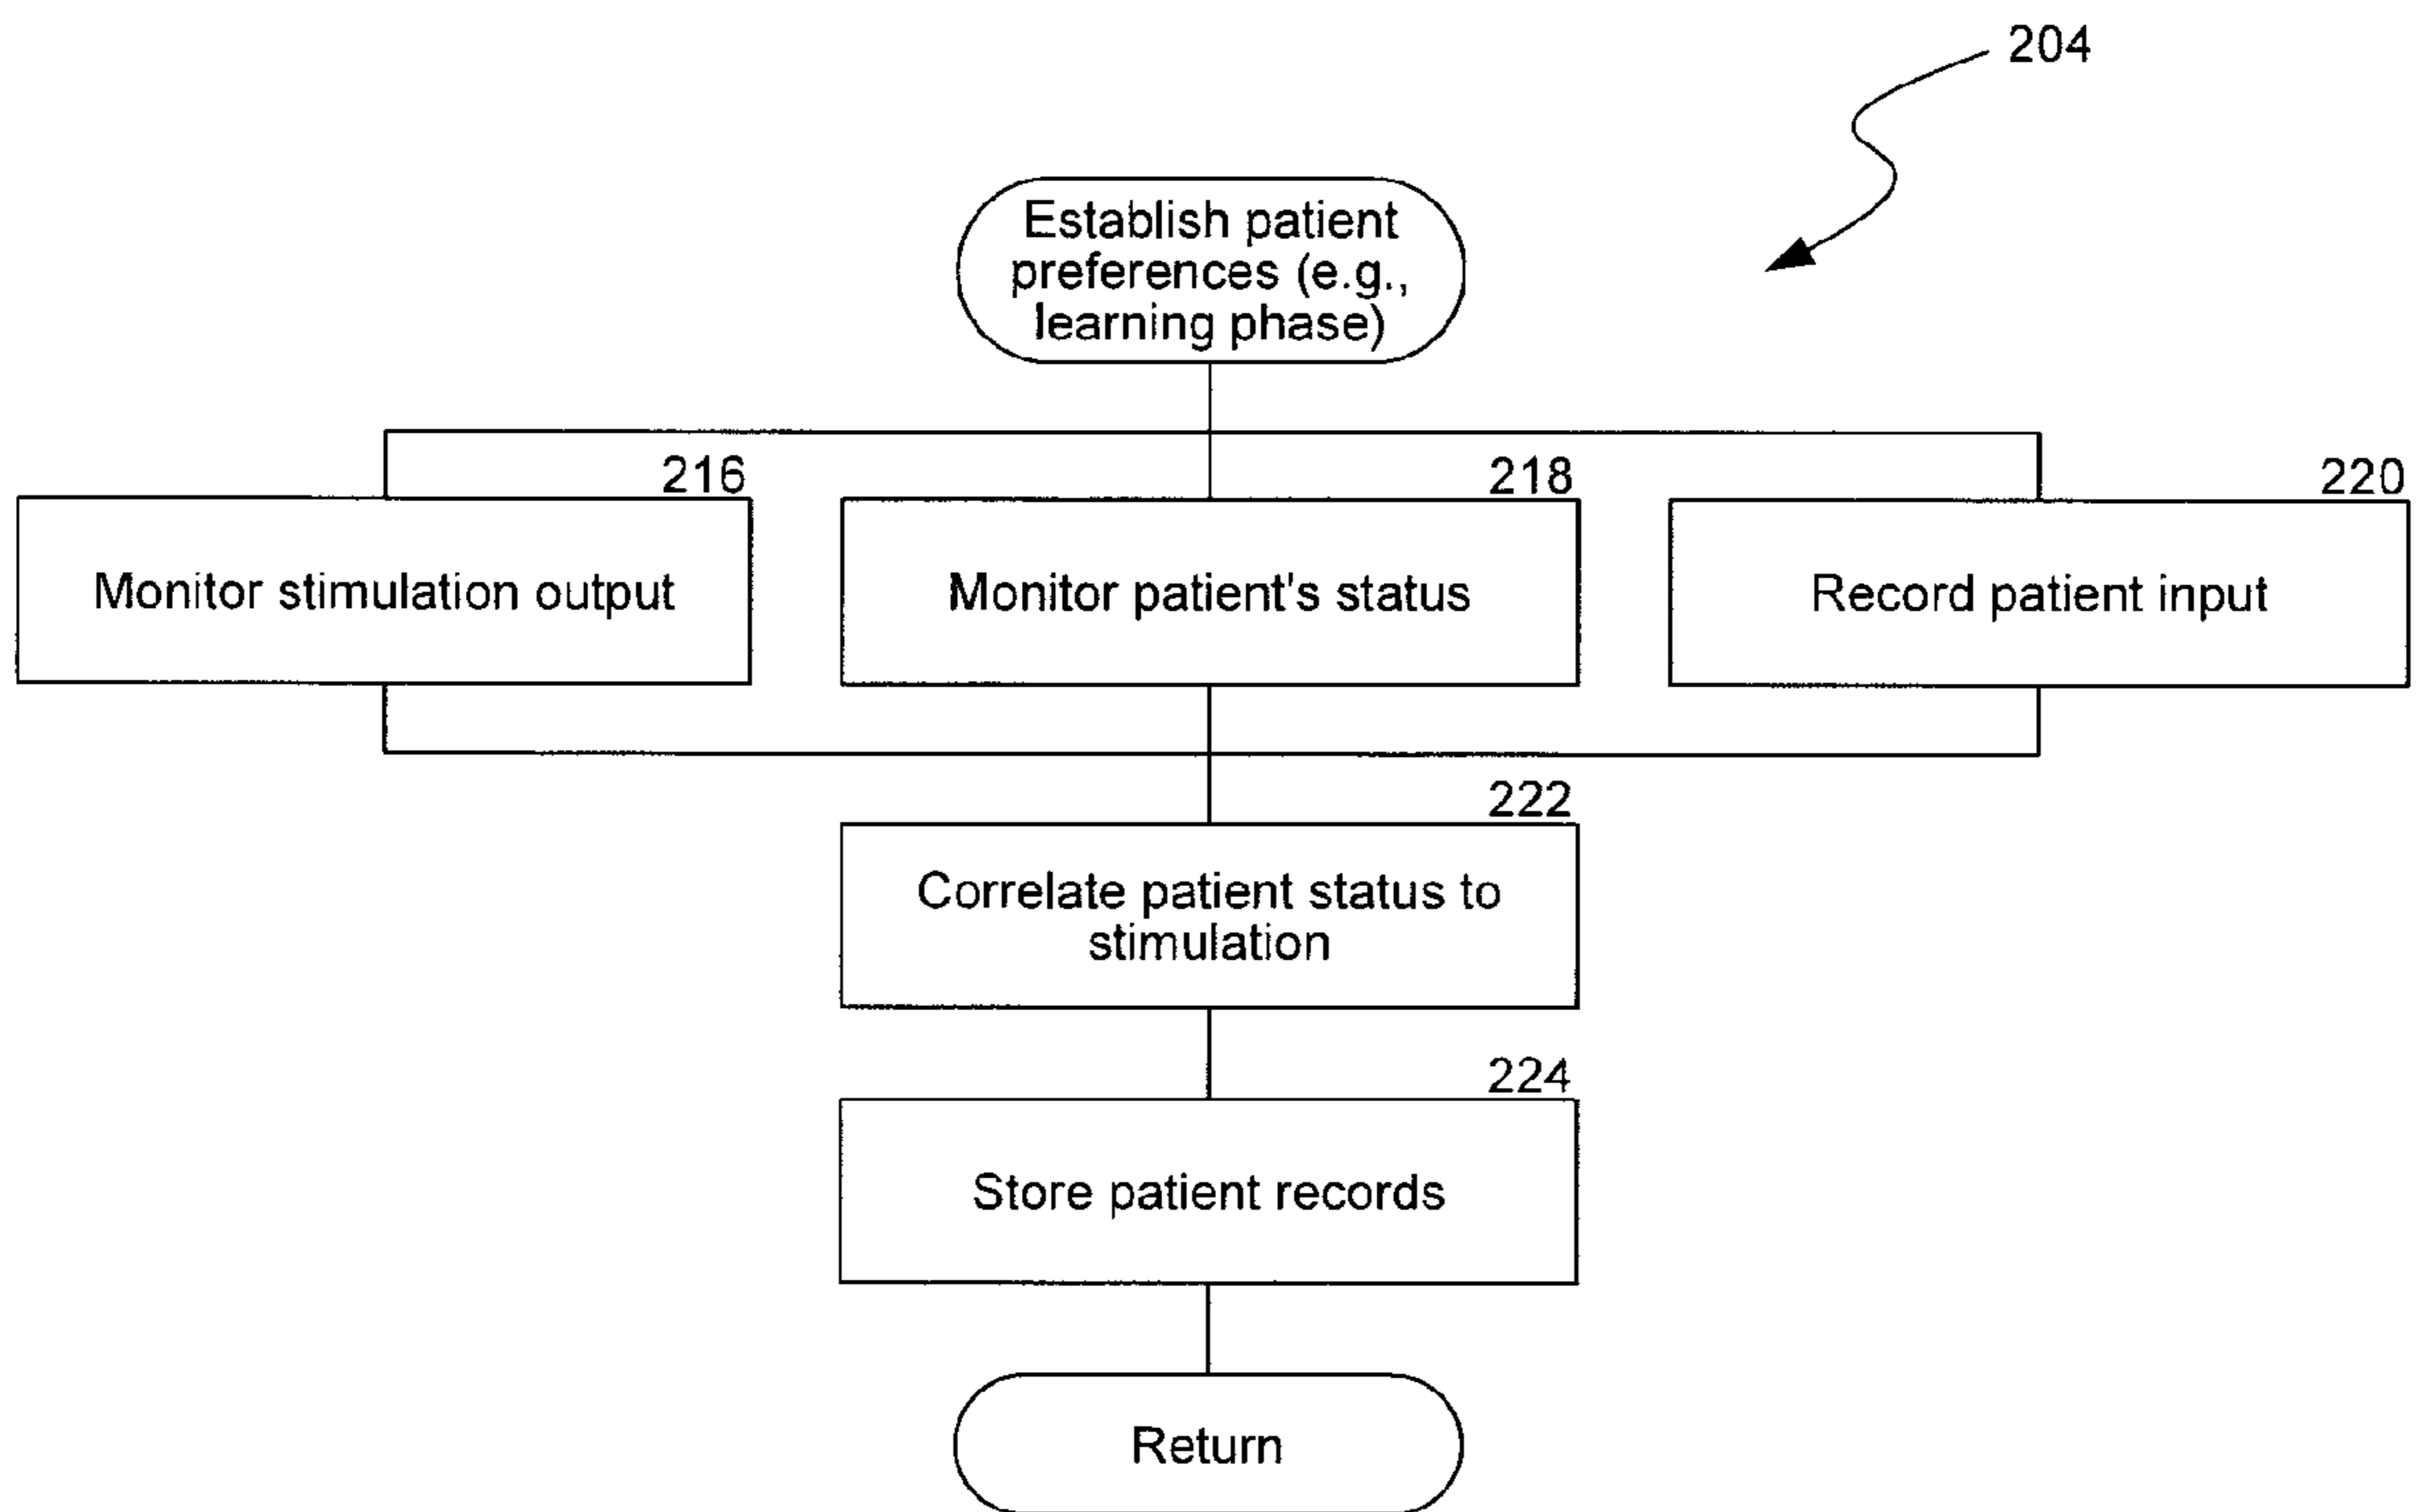 204
Establish patient
preferences (e.g.,
learning phase)
216
218
220
Monitor stimulation output
Monitor patient's status
Record patient input
222
Correlate patient status to
stimulation
224
Store patient records
Return